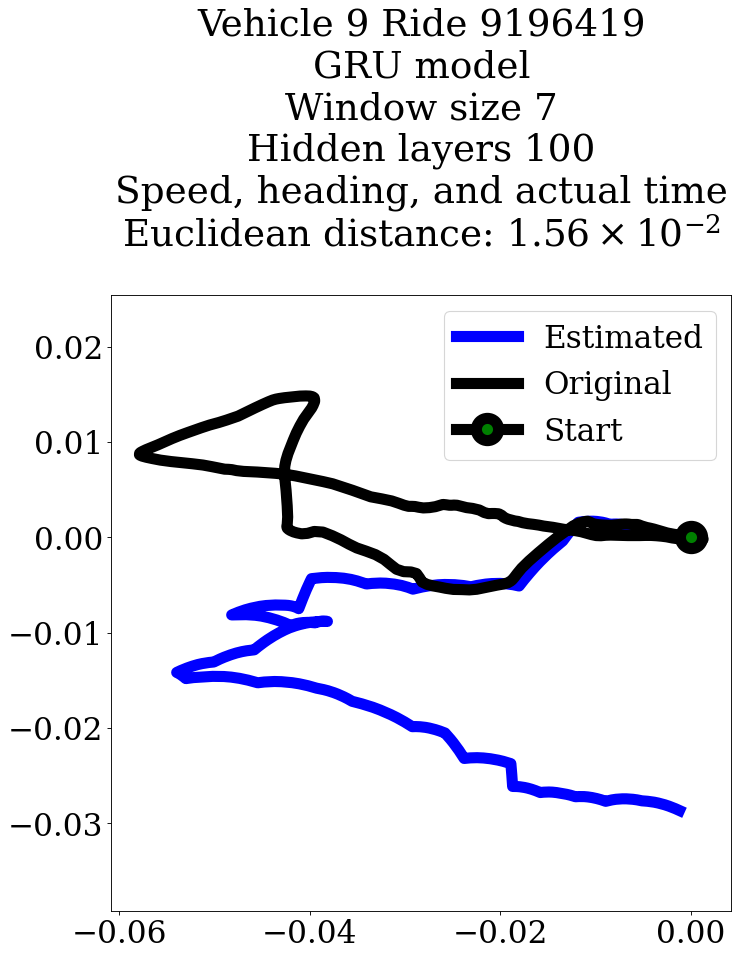 Vehicle 9 Ride 9196419
GRU model
Window size 7
Hidden layers 100
Speed, heading, and actual time
Euclidean distance: 1.56 × 10⁻²
Estimated
Original
Start
0.02
0.01
0.00
−0.01
−0.02
−0.03
−0.06 −0.04 −0.02 0.00